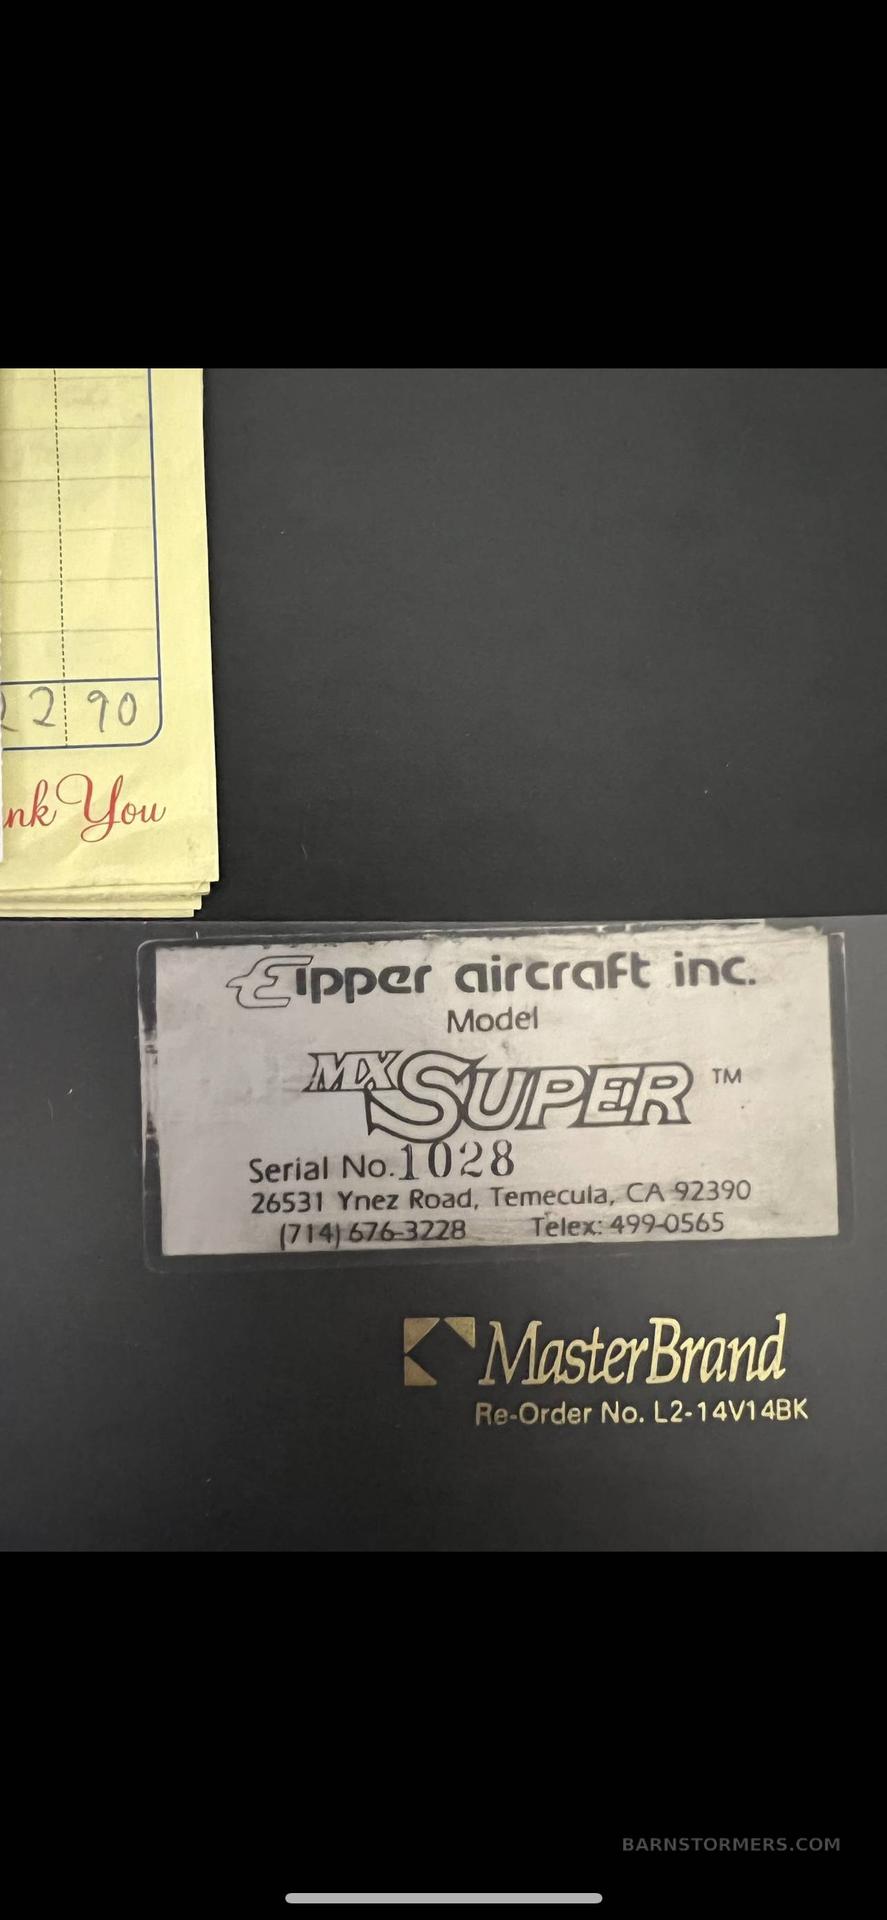 2 90
You
Eipper aircraft inc.
Model
MX SUPER ™
Serial No. 1028
26531 Ynez Road, Temecula, CA 92390
(714) 676-3228 Telex: 499-0565
MasterBrand
Re-Order No. L2-14V14BK
BARNSTORMERS.COM